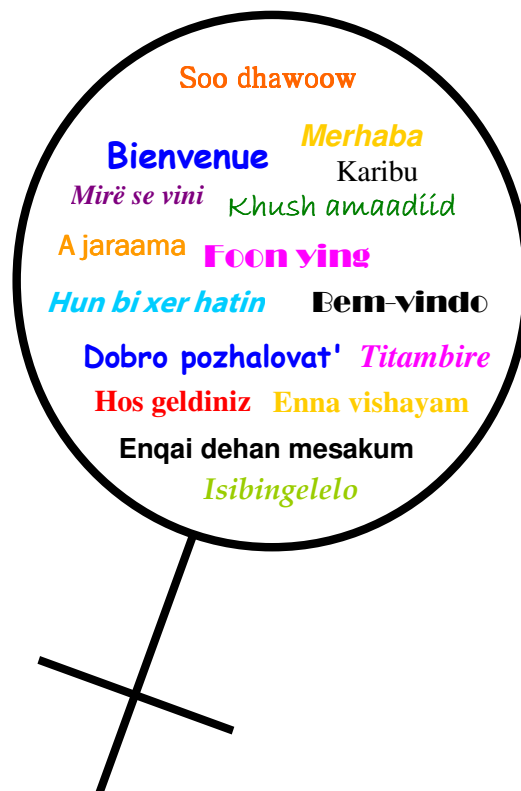 Soo dhawoow
Merhaba
Bienvenue
Karibu
Mirë se vini
Khush amaadíid
A jaraama
Foon ying
Hun bi xer hatin
Bem-vindo
Dobro pozhalovat'
Titambire
Hos geldiniz
Enna vishayam
Enqai dehan mesakum
Isibingelelo